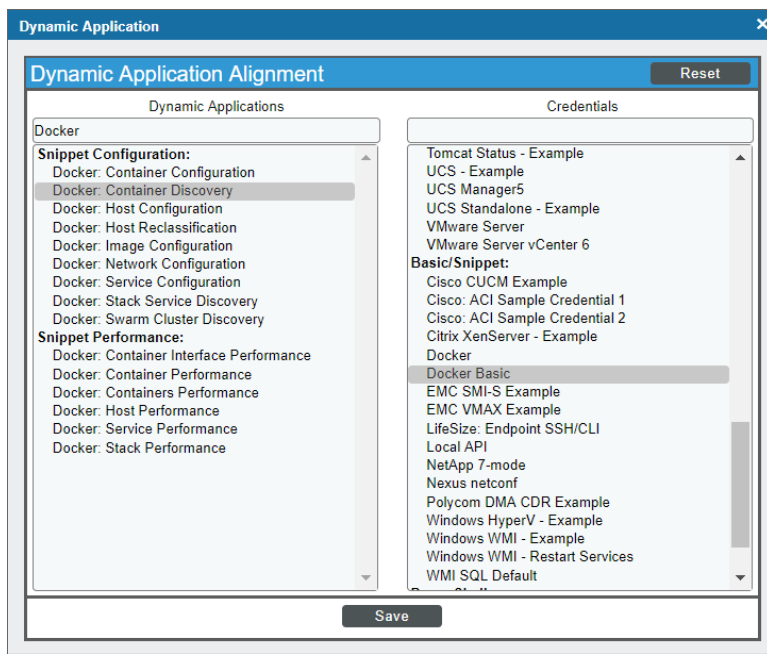 Dynamic Application
×
Dynamic Application Alignment
Reset
Dynamic Applications
Docker
Snippet Configuration:
Docker: Container Configuration
Docker: Container Discovery
Docker: Host Configuration
Docker: Host Reclassification
Docker: Image Configuration
Docker: Network Configuration
Docker: Service Configuration
Docker: Stack Service Discovery
Docker: Swarm Cluster Discovery
Snippet Performance:
Docker: Container Interface Performance
Docker: Container Performance
Docker: Containers Performance
Docker: Host Performance
Docker: Service Performance
Docker: Stack Performance
Credentials
Tomcat Status - Example
UCS - Example
UCS Manager5
UCS Standalone - Example
VMware Server
VMware Server vCenter 6
Basic/Snippet:
Cisco CUCM Example
Cisco: ACI Sample Credential 1
Cisco: ACI Sample Credential 2
Citrix XenServer - Example
Docker
Docker Basic
EMC SMI-S Example
EMC VMAX Example
LifeSize: Endpoint SSH/CLI
Local API
NetApp 7-mode
Nexus netconf
Polycom DMA CDR Example
Windows HyperV - Example
Windows WMI - Example
Windows WMI - Restart Services
WMI SQL Default
Save